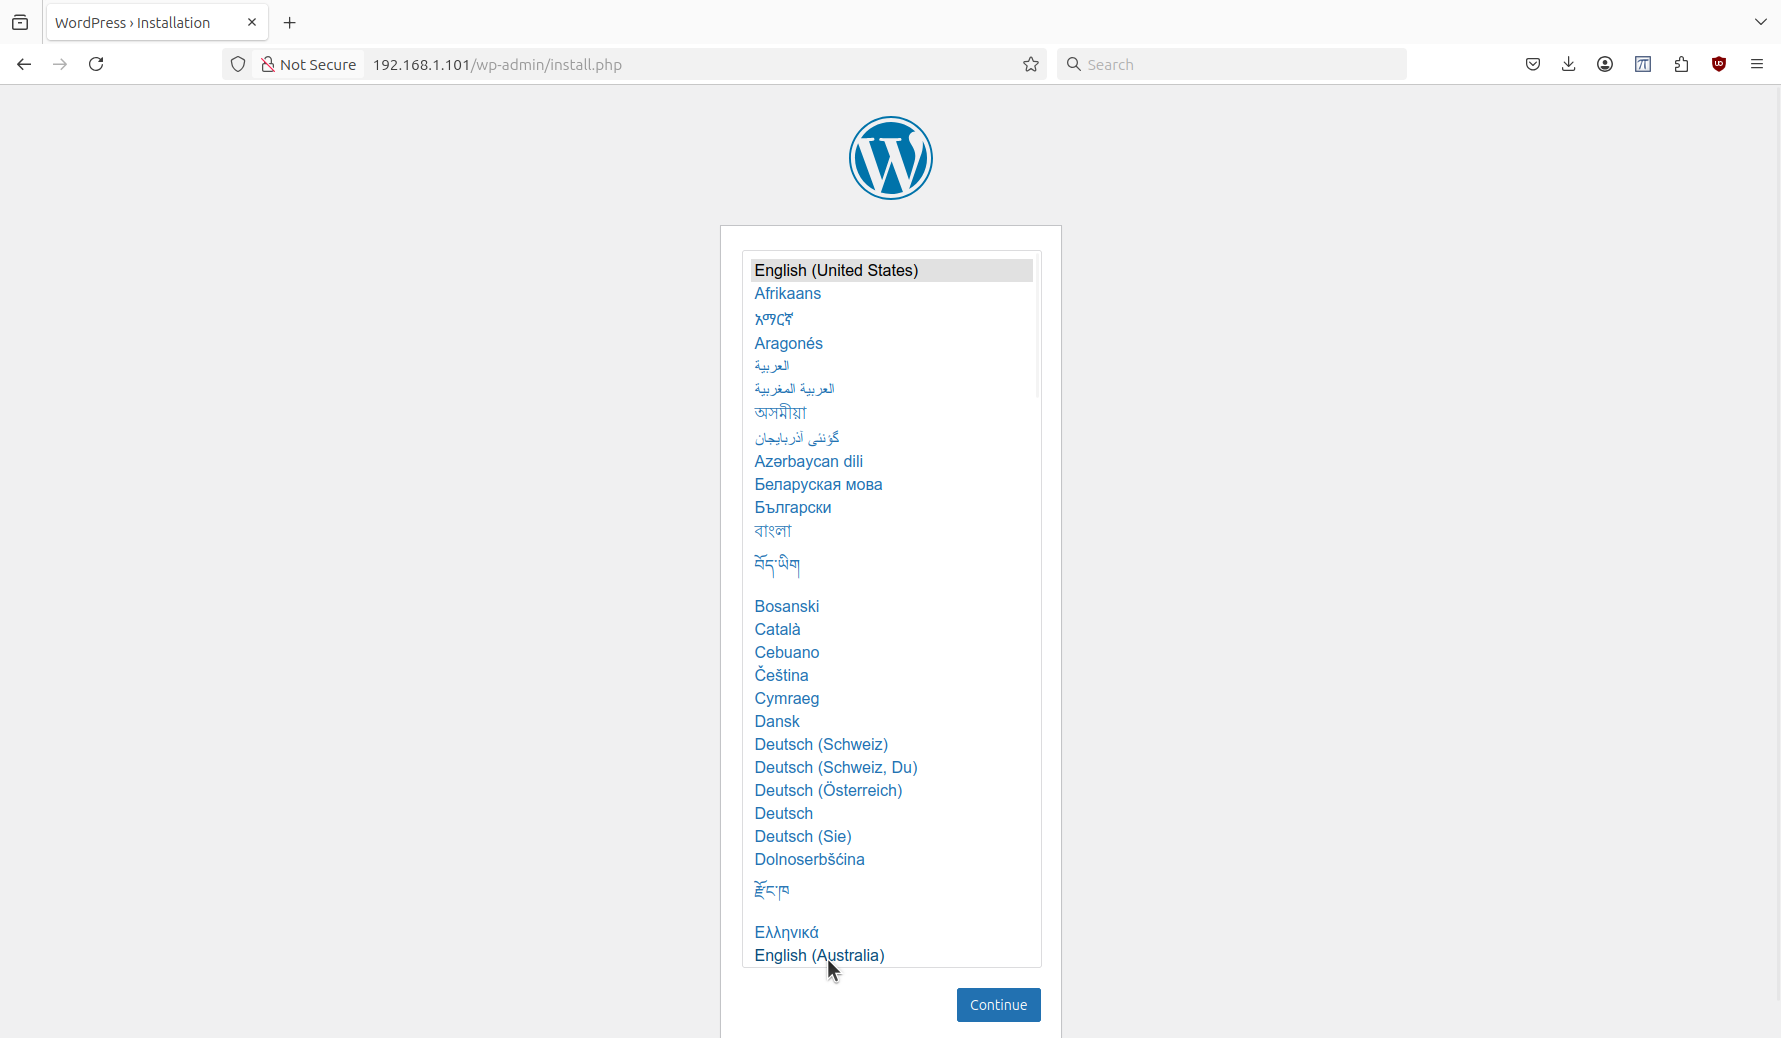 WordPress › Installation
Not Secure 192.168.1.101/wp-admin/install.php Search
English (United States)
Afrikaans
አማርኛ
Aragonés
العربية
العربية المغربية
অসমীয়া
گؤنئی آذربایجان
Azərbaycan dili
Беларуская мова
Български
বাংলা
བོད་ཡིག
Bosanski
Català
Cebuano
Čeština
Cymraeg
Dansk
Deutsch (Schweiz)
Deutsch (Schweiz, Du)
Deutsch (Österreich)
Deutsch
Deutsch (Sie)
Dolnoserbšćina
རྫོང་ཁ
Ελληνικά
English (Australia)
Continue